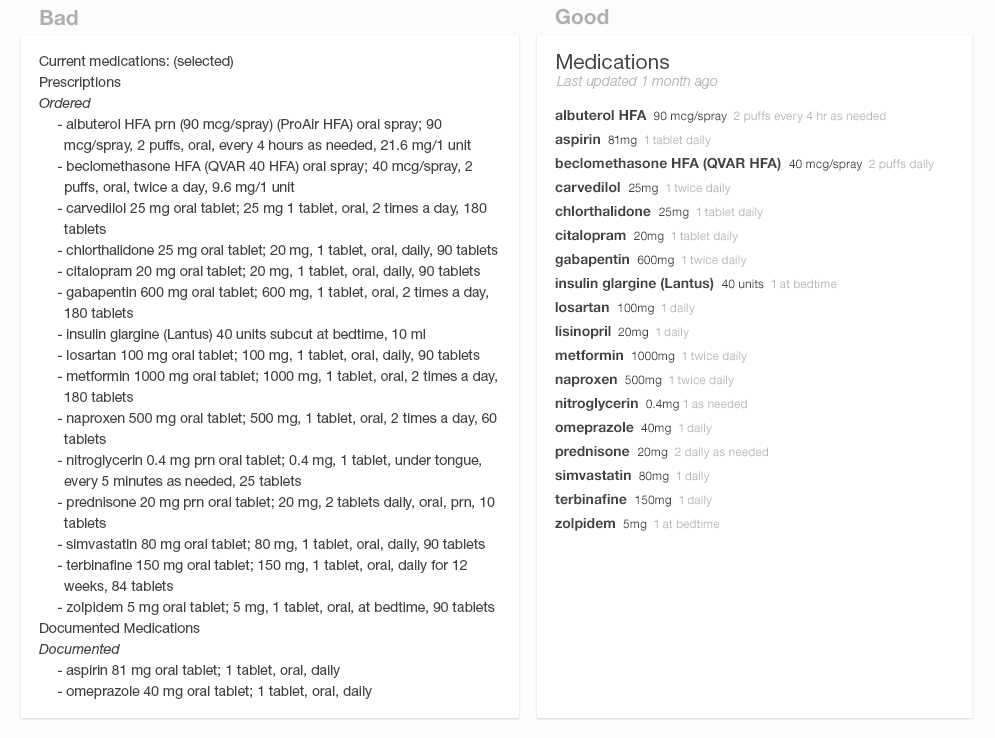 Bad
Current medications: (selected)
Prescriptions
Ordered
- albuterol HFA prn (90 mcg/spray) (ProAir HFA) oral spray; 90
mcg/spray, 2 puffs, oral, every 4 hours as needed, 21.6 mg/1 unit
- beclomethasone HFA (QVAR 40 HFA) oral spray; 40 mcg/spray, 2
puffs, oral, twice a day, 9.6 mg/1 unit
- carvedilol 25 mg oral tablet; 25 mg 1 tablet, oral, 2 times a day, 180
tablets
- chlorthalidone 25 mg oral tablet; 20 mg, 1 tablet, oral, daily, 90 tablets
- citalopram 20 mg oral tablet; 20 mg, 1 tablet, oral, daily, 90 tablets
- gabapentin 600 mg oral tablet; 600 mg, 1 tablet, oral, 2 times a day,
180 tablets
- insulin glargine (Lantus) 40 units subcut at bedtime, 10 ml
- losartan 100 mg oral tablet; 100 mg, 1 tablet, oral, daily, 90 tablets
- metformin 1000 mg oral tablet; 1000 mg, 1 tablet, oral, 2 times a day,
180 tablets
- naproxen 500 mg oral tablet; 500 mg, 1 tablet, oral, 2 times a day, 60
tablets
- nitroglycerin 0.4 mg prn oral tablet; 0.4 mg, 1 tablet, under tongue,
every 5 minutes as needed, 25 tablets
- prednisone 20 mg prn oral tablet; 20 mg, 2 tablets daily, oral, prn, 10
tablets
- simvastatin 80 mg oral tablet; 80 mg, 1 tablet, oral, daily, 90 tablets
- terbinafine 150 mg oral tablet; 150 mg, 1 tablet, oral, daily for 12
weeks, 84 tablets
- zolpidem 5 mg oral tablet; 5 mg, 1 tablet, oral, at bedtime, 90 tablets
Documented Medications
Documented
- aspirin 81 mg oral tablet; 1 tablet, oral, daily
- omeprazole 40 mg oral tablet; 1 tablet, oral, daily
Good
Medications
Last updated 1 month ago
albuterol HFA 90 mcg/spray 2 puffs every 4 hr as needed
aspirin 81mg 1 tablet daily
beclomethasone HFA (QVAR HFA) 40 mcg/spray 2 puffs daily
carvedilol 25mg 1 twice daily
chlorthalidone 25mg 1 tablet daily
citalopram 20mg 1 tablet daily
gabapentin 600mg 1 twice daily
insulin glargine (Lantus) 40 units 1 at bedtime
losartan 100mg 1 daily
lisinopril 20mg 1 daily
metformin 1000mg 1 twice daily
naproxen 500mg 1 twice daily
nitroglycerin 0.4mg 1 as needed
omeprazole 40mg 1 daily
prednisone 20mg 2 daily as needed
simvastatin 80mg 1 daily
terbinafine 150mg 1 daily
zolpidem 5mg 1 at bedtime